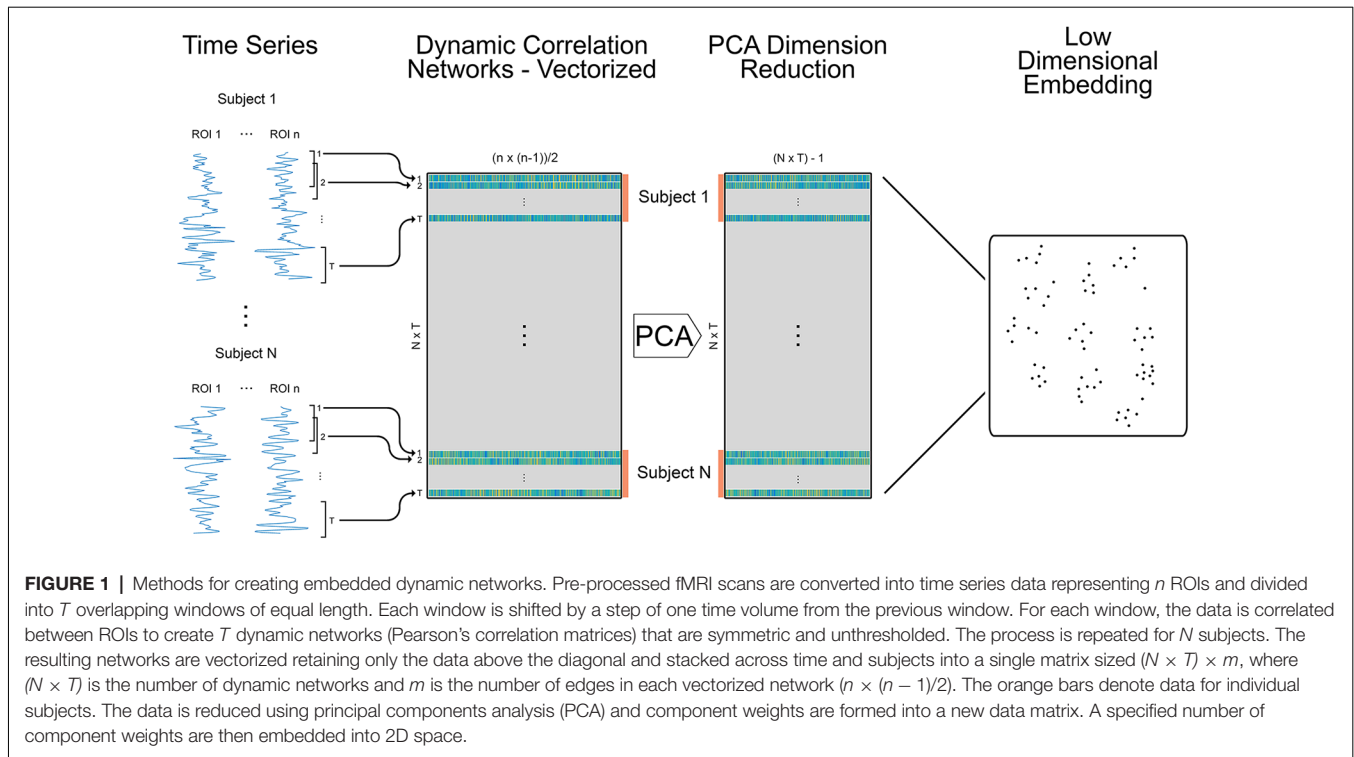 Time Series
Dynamic Correlation
Networks - Vectorized
PCA Dimension
Reduction
Low
Dimensional
Embedding
Subject 1
ROI 1 ··· ROI n
1
2
⋮
T
(n x (n-1))/2
1
2
⋮
T
N x T
⋮
Subject 1
(N x T) - 1
⋮
PCA
N x T
⋮
⋮
Subject N
ROI 1 ··· ROI n
1
2
⋮
T
1
2
⋮
T
Subject N
⋮
FIGURE 1 | Methods for creating embedded dynamic networks. Pre-processed fMRI scans are converted into time series data representing n ROIs and divided
into T overlapping windows of equal length. Each window is shifted by a step of one time volume from the previous window. For each window, the data is correlated
between ROIs to create T dynamic networks (Pearson's correlation matrices) that are symmetric and unthresholded. The process is repeated for N subjects. The
resulting networks are vectorized retaining only the data above the diagonal and stacked across time and subjects into a single matrix sized (N × T) × m, where
(N × T) is the number of dynamic networks and m is the number of edges in each vectorized network (n × (n − 1)/2). The orange bars denote data for individual
subjects. The data is reduced using principal components analysis (PCA) and component weights are formed into a new data matrix. A specified number of
component weights are then embedded into 2D space.